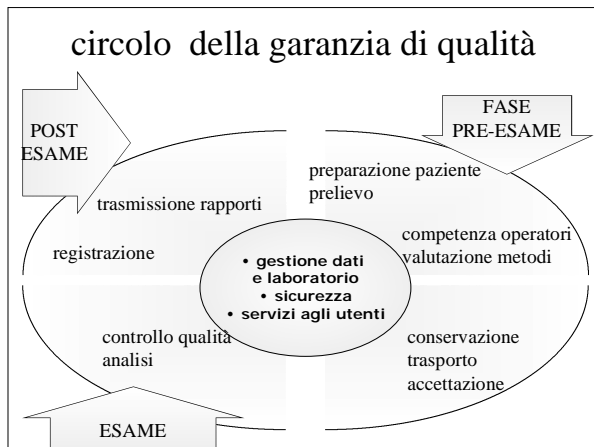 circolo della garanzia di qualità
POST
ESAME
FASE
PRE-ESAME
preparazione paziente
prelievo
trasmissione rapporti
competenza operatori
valutazione metodi
registrazione
• gestione dati
e laboratorio
• sicurezza
• servizi agli utenti
controllo qualità
analisi
conservazione
trasporto
accettazione
ESAME